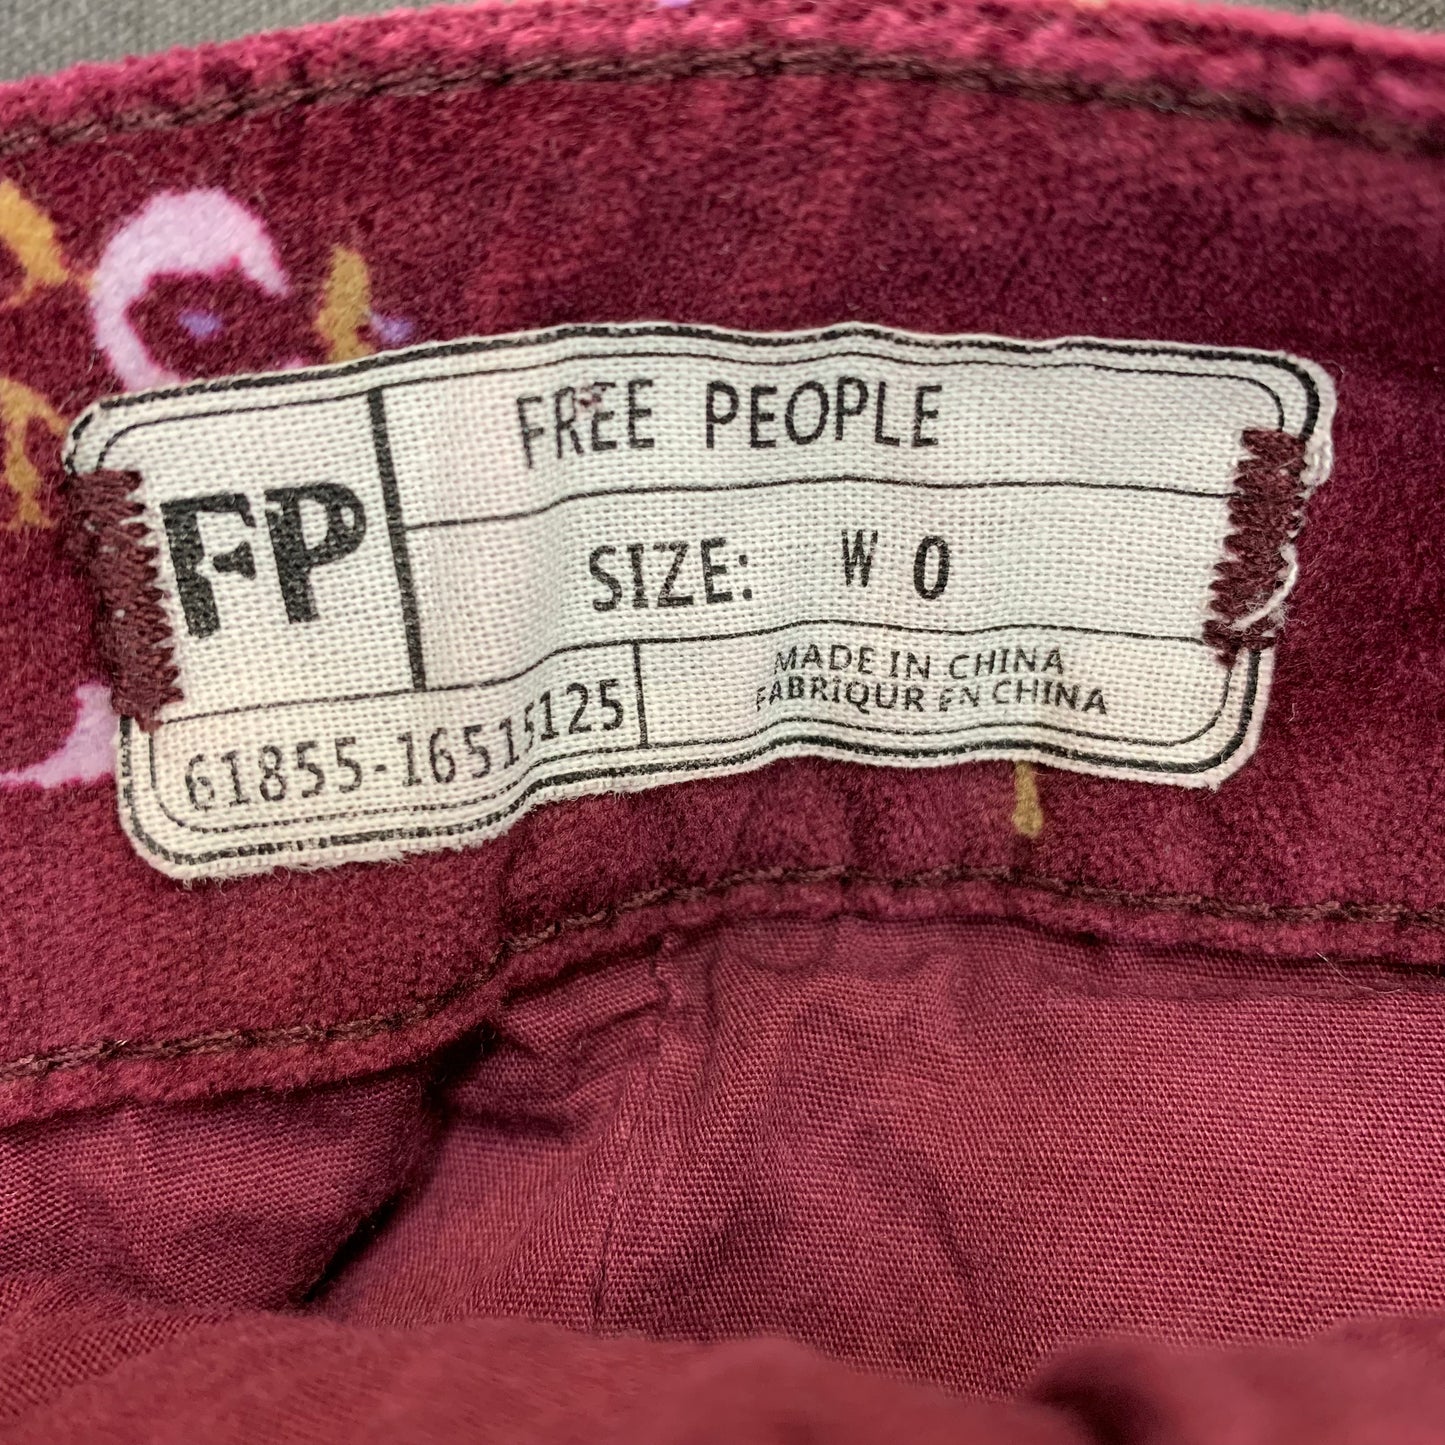 FREE PEOPLE
FP
SIZE: W 0
61855-16515125
MADE IN CHINA
FABRIQUR EN CHINA